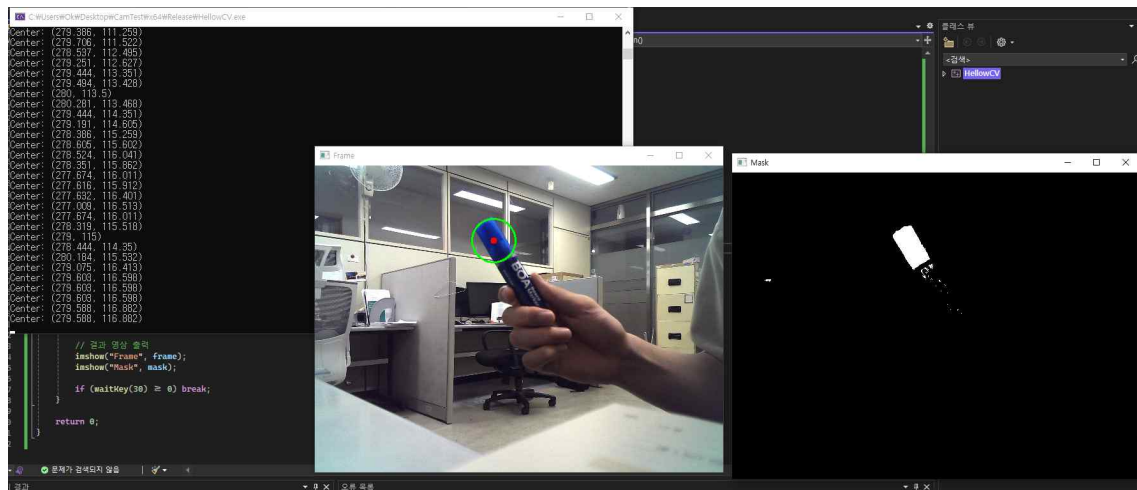 C:₩Users₩Ok₩Desktop₩CamTest₩x64₩Release₩HellowCV.exe
Center: (279.386, 111.259)
Center: (279.706, 111.522)
Center: (278.597, 112.495)
Center: (279.251, 112.627)
Center: (279.444, 113.351)
Center: (279.494, 113.428)
Center: (280, 113.5)
Center: (280.281, 113.468)
Center: (279.444, 114.351)
Center: (279.191, 114.605)
Center: (278.386, 115.259)
Center: (278.605, 115.602)
Center: (278.524, 116.041)
Center: (278.351, 115.862)
Center: (277.674, 116.011)
Center: (277.616, 115.912)
Center: (277.632, 116.401)
Center: (277.009, 116.513)
Center: (277.674, 116.011)
Center: (278.319, 115.518)
Center: (279, 115)
Center: (278.444, 114.35)
Center: (280.184, 115.532)
Center: (279.075, 116.413)
Center: (279.603, 116.598)
Center: (279.603, 116.598)
Center: (279.603, 116.598)
Center: (279.588, 116.882)
Center: (279.588, 116.882)
클래스 뷰
<검색>
HellowCV
Frame
BOA
Mask
// 결과 영상 출력
imshow("Frame", frame);
imshow("Mask", mask);
if (waitKey(30) ≥ 0) break;
}
return 0;
}
문제가 검색되지 않음
결과
오류 목록